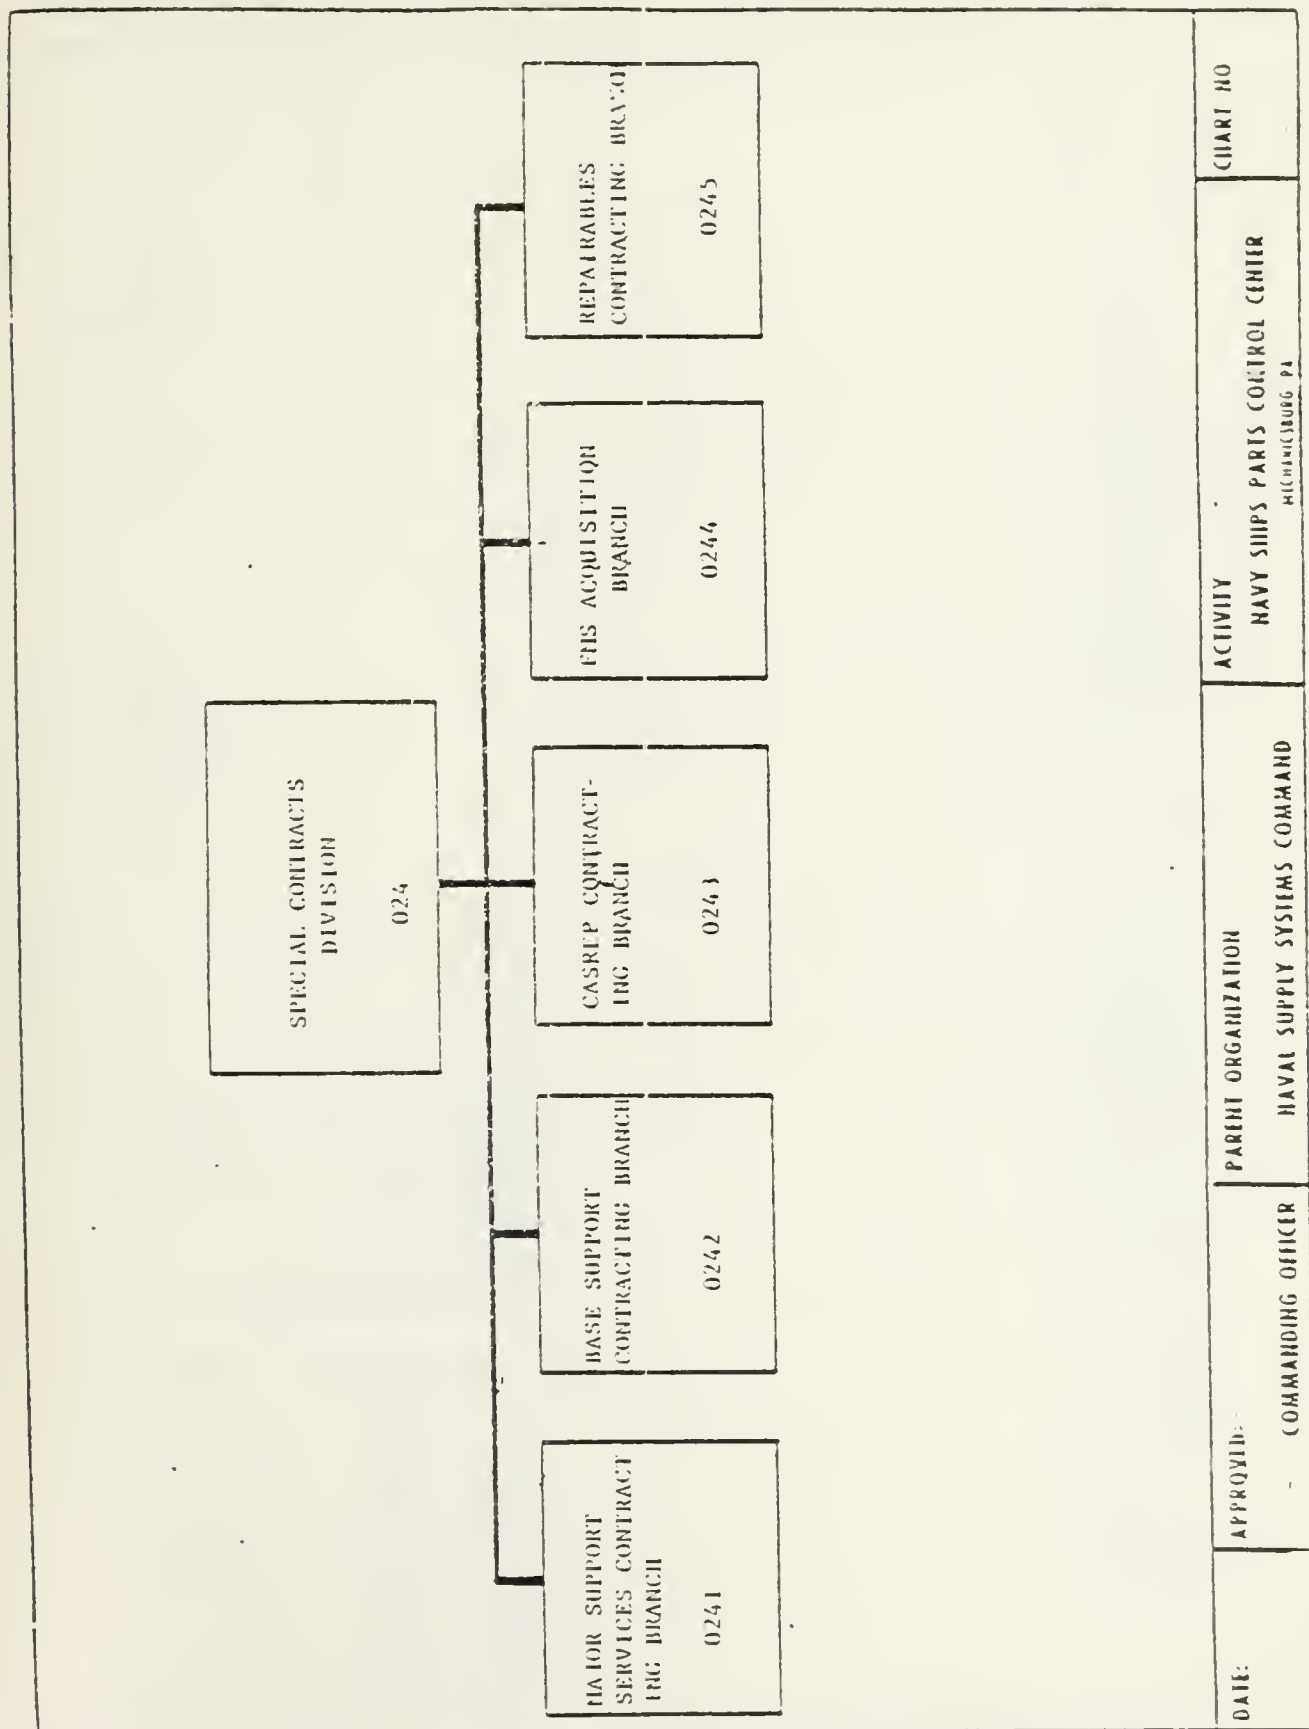 SPECIAL CONTRACTS
DIVISION
024
MAJOR SUPPORT
SERVICES CONTRACT
ING BRANCH
0241
BASE SUPPORT
CONTRACTING BRANCH
0242
CASREP CONTRACT-
ING BRANCH
0243
FMS ACQUISITION
BRANCH
0244
REPAIRABLES
CONTRACTING BRANCH
0245
DATE:
APPROVED:
COMMANDING OFFICER
PARENT ORGANIZATION
NAVAL SUPPLY SYSTEMS COMMAND
ACTIVITY
NAVY SHIPS PARTS CONTROL CENTER
MECHANICSBURG PA
CHART NO